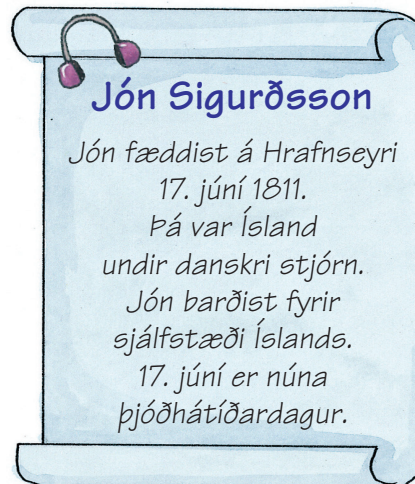 Jón Sigurðsson
Jón fæddist á Hrafnseyri
17. júní 1811.
Þá var Ísland
undir danskri stjórn.
Jón barðist fyrir
sjálfstæði Íslands.
17. júní er núna
þjóðhátíðardagur.